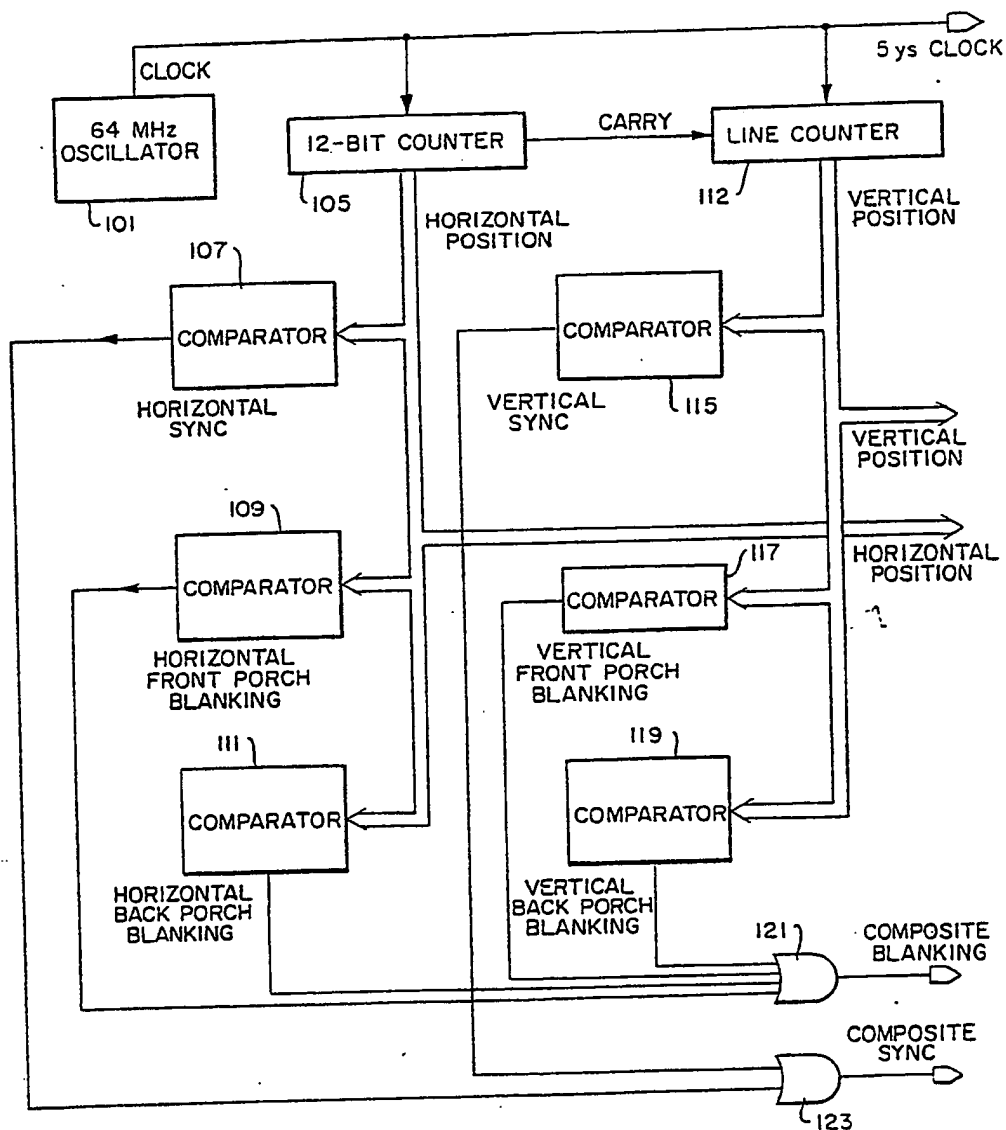 5 ys CLOCK
CLOCK
64 MHz
OSCILLATOR
101
12-BIT COUNTER
105
CARRY
LINE COUNTER
112
HORIZONTAL
POSITION
VERTICAL
POSITION
107
COMPARATOR
HORIZONTAL
SYNC
COMPARATOR
115
VERTICAL
SYNC
VERTICAL
POSITION
109
COMPARATOR
HORIZONTAL
FRONT PORCH
BLANKING
117
COMPARATOR
VERTICAL
FRONT PORCH
BLANKING
HORIZONTAL
POSITION
111
COMPARATOR
HORIZONTAL
BACK PORCH
BLANKING
119
COMPARATOR
VERTICAL
BACK PORCH
BLANKING
121
COMPOSITE
BLANKING
COMPOSITE
SYNC
123